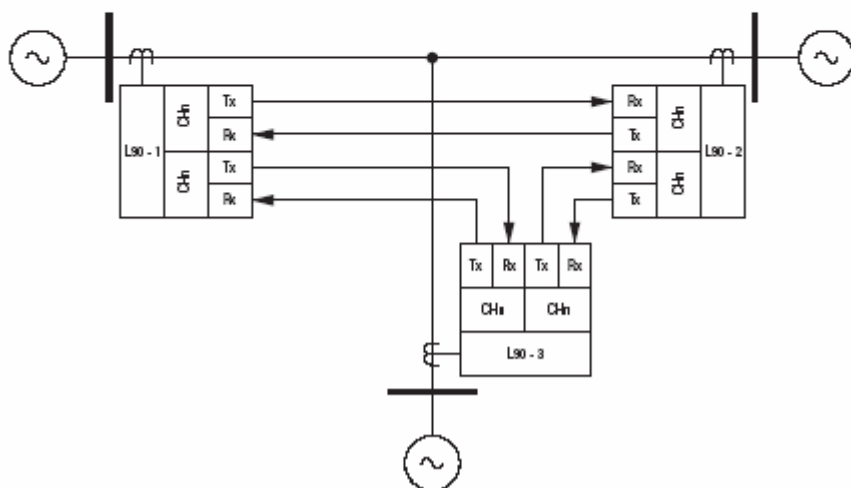 L90 - 1
CHn
Tx
Rx
CHn
Tx
Rx
Rx
Tx
CHn
Rx
Tx
CHn
L90 - 2
Tx
Rx
Tx
Rx
CHn
CHn
L90 - 3